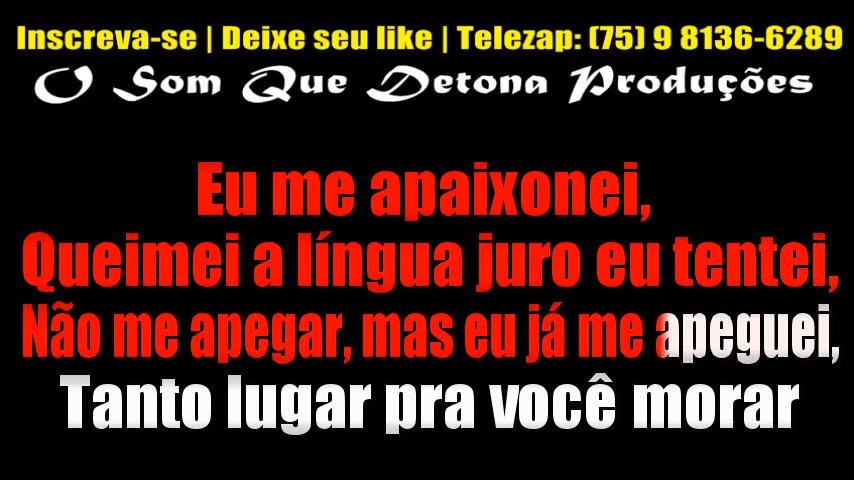 Inscreva-se | Deixe seu like | Telezap: (75) 9 8136-6289
O Som Que Detona Produções
Eu me apaixonei,
Queimei a língua juro eu tentei,
Não me apegar, mas eu já me apeguei,
Tanto lugar pra você morar